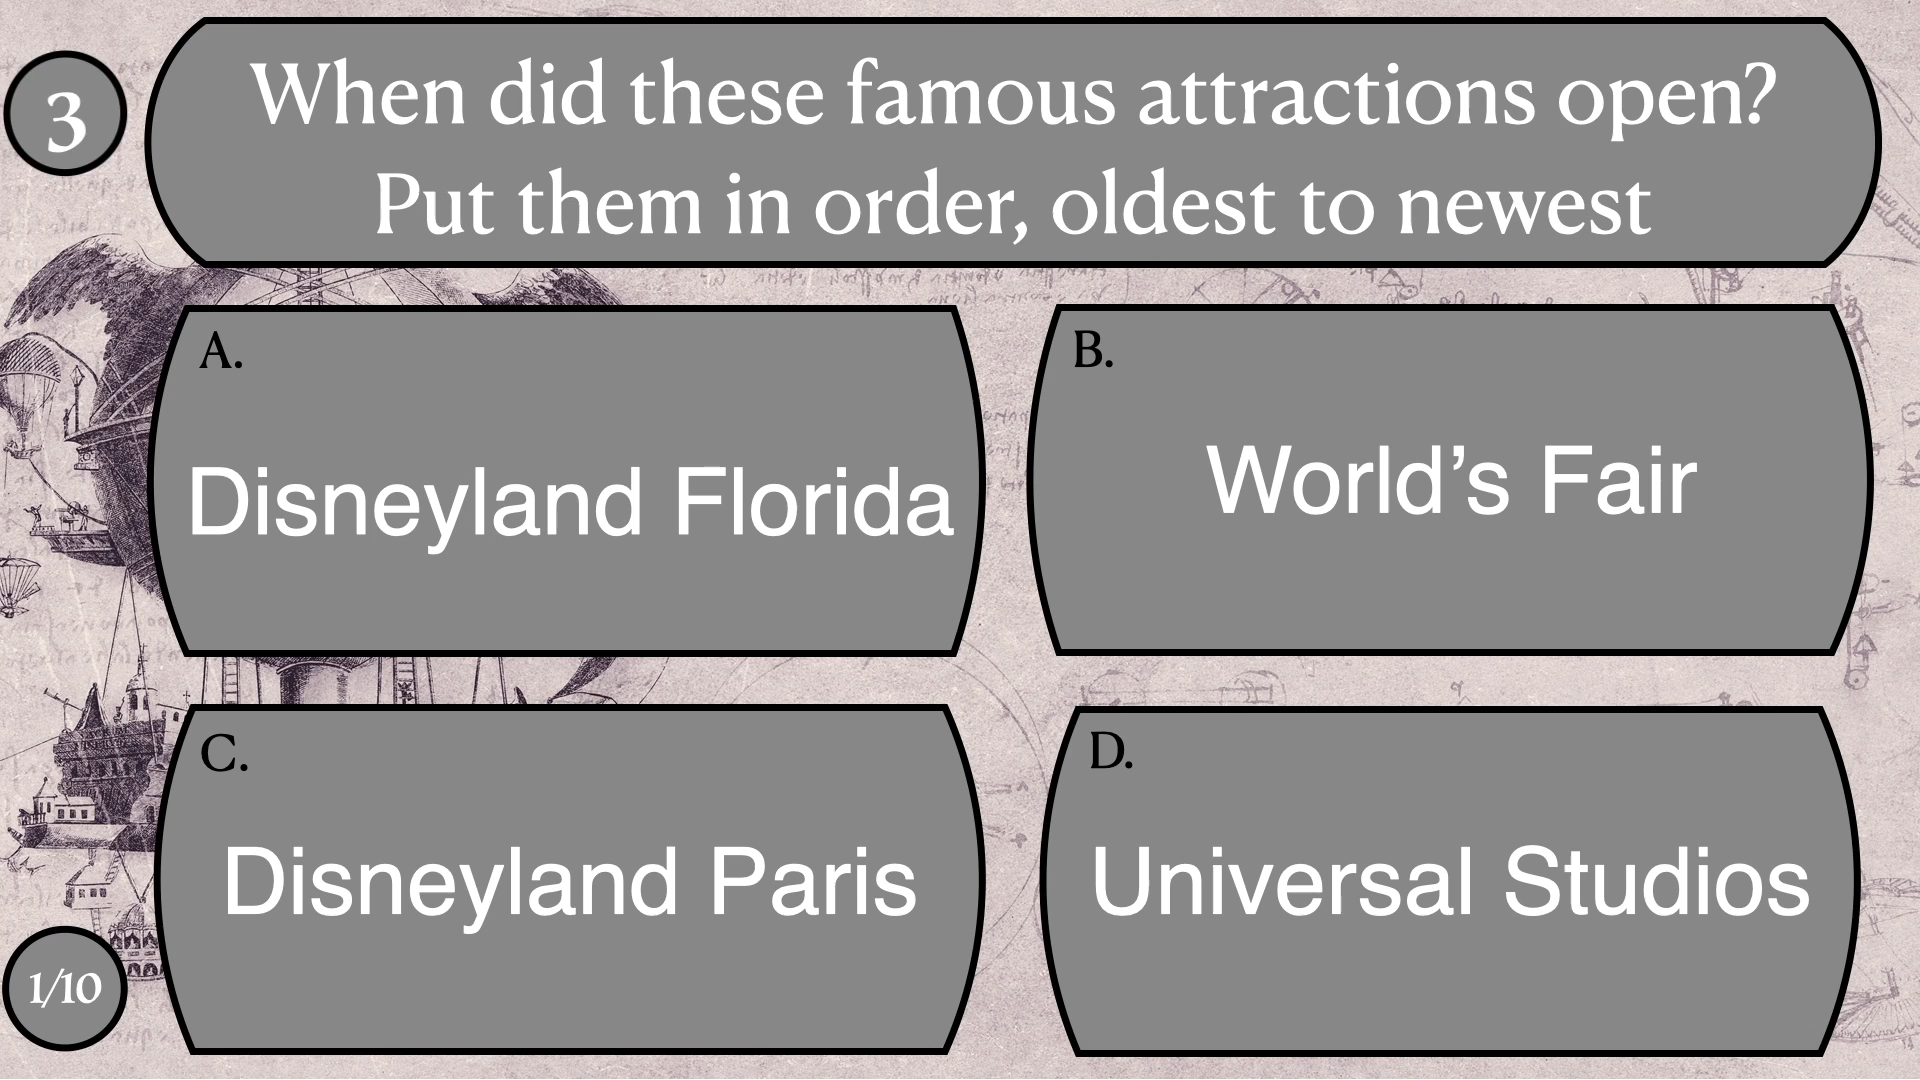 3
When did these famous attractions open?
Put them in order, oldest to newest
A.
Disneyland Florida
B.
World’s Fair
C.
Disneyland Paris
D.
Universal Studios
1/10